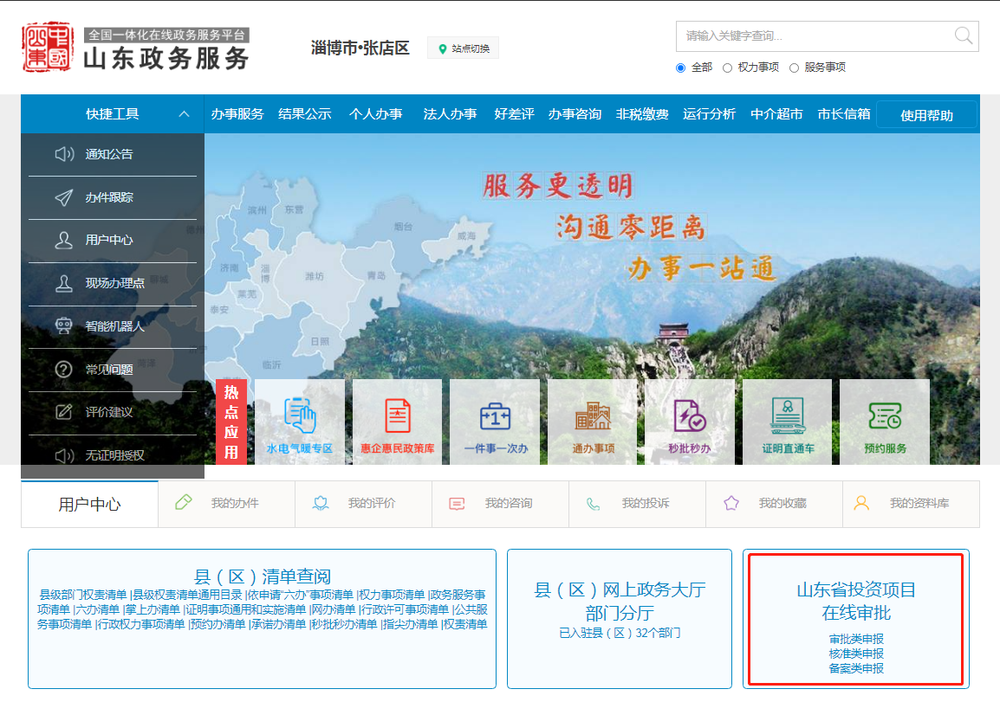 山东中国
全国一体化在线政务服务平台
山东政务服务
淄博市•张店区
站点切换
请输入关键字查询...
全部 权力事项 服务事项
快捷工具
办事服务 结果公示 个人办事 法人办事 好差评 办事咨询 非税缴费 运行分析 中介超市 市长信箱 使用帮助
通知公告
办件跟踪
用户中心
现场办理点
智能机器人
常见问题
评价建议
无证明授权
服务更透明
沟通零距离
办事一站通
滨州 东营
德州 烟台 威海
济南 淄博 潍坊 青岛
聊城 莱芜
泰安
日照
济宁
菏泽 临沂
枣庄
热点应用
水电气暖专区
惠企惠民政策库
1
一件事一次办
通办事项
秒批秒办
证明直通车
预约服务
用户中心 我的办件 我的评价 我的咨询 我的投诉 我的收藏 我的资料库
县（区）清单查阅
县级部门权责清单 |县级权责清单通用目录 |依申请“六办”事项清单 |权力事项清单 |政务服务事
项清单 |六办清单 |掌上办清单 |证明事项通用和实施清单 |网办清单 |行政许可事项清单 |公共服
务事项清单 |行政权力事项清单 |预约办清单 |承诺办清单 |秒批秒办清单 |指尖办清单 |权责清单
县（区）网上政务大厅
部门分厅
已入驻县（区）32个部门
山东省投资项目
在线审批
审批类申报
核准类申报
备案类申报